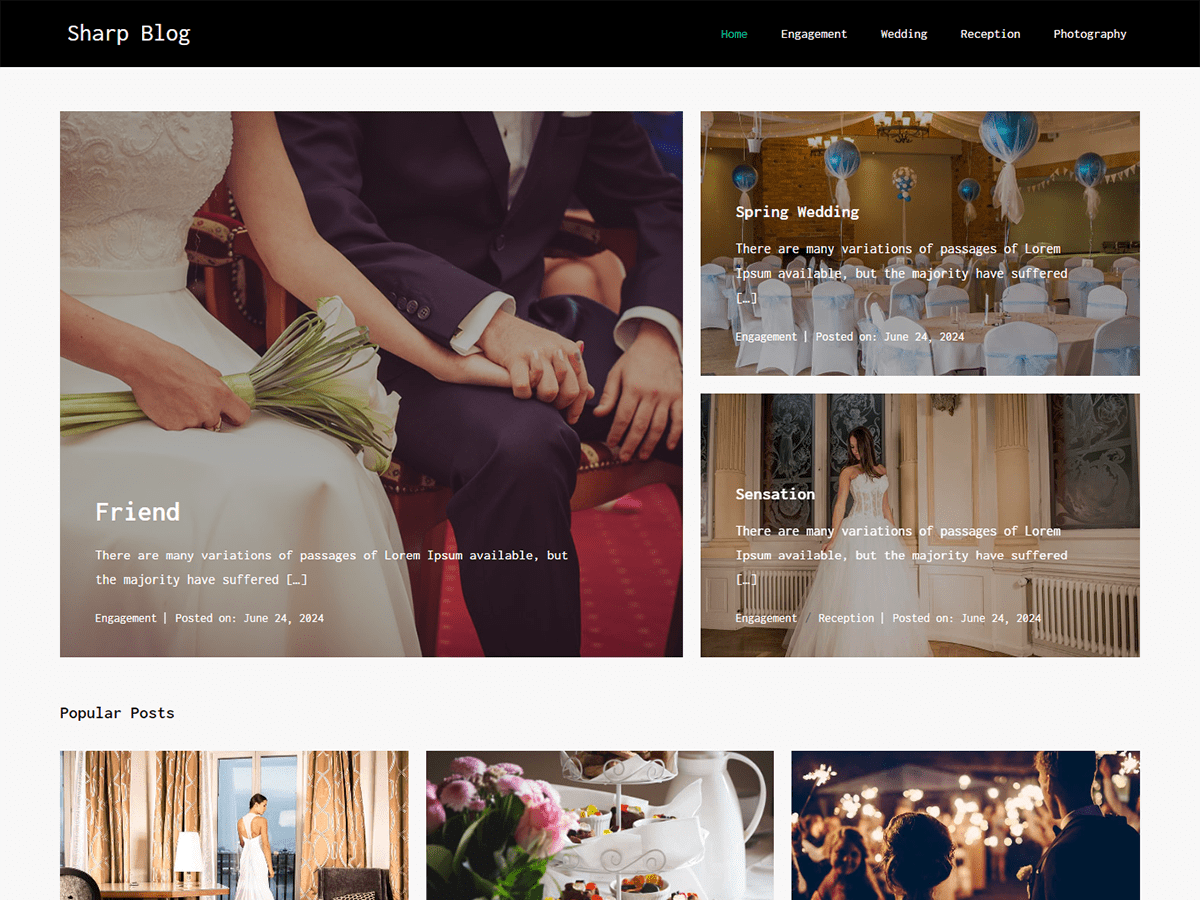 Sharp Blog
Home Engagement Wedding Reception Photography
Friend
There are many variations of passages of Lorem Ipsum available, but
the majority have suffered […]
Engagement | Posted on: June 24, 2024
Spring Wedding
There are many variations of passages of Lorem
Ipsum available, but the majority have suffered
[…]
Engagement | Posted on: June 24, 2024
Sensation
There are many variations of passages of Lorem
Ipsum available, but the majority have suffered
[…]
Engagement / Reception | Posted on: June 24, 2024
Popular Posts